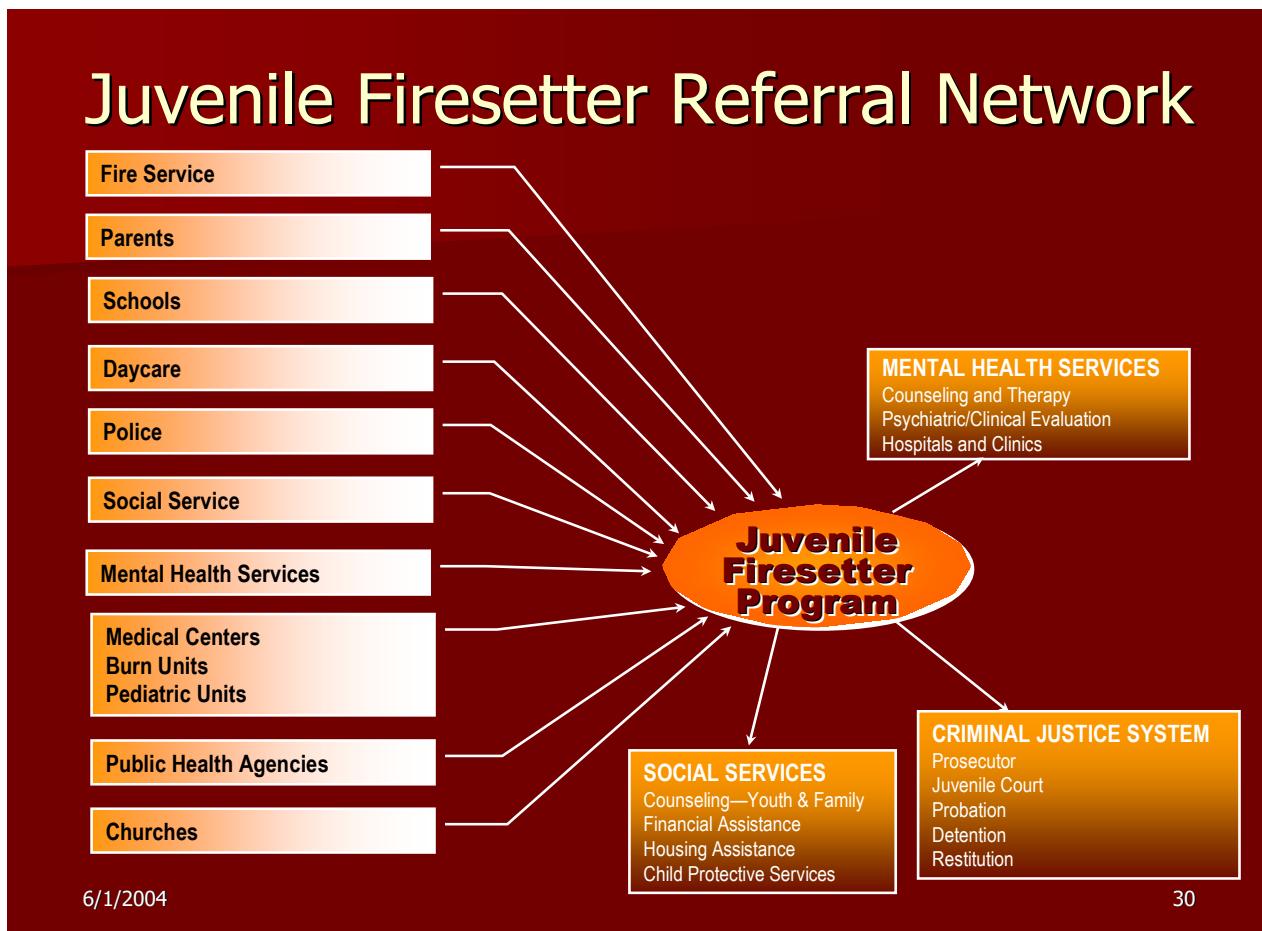 Juvenile Firesetter Referral Network
Fire Service
Parents
Schools
Daycare
Police
Social Service
Mental Health Services
Medical Centers
Burn Units
Pediatric Units
Public Health Agencies
Churches
Juvenile
Firesetter
Program
MENTAL HEALTH SERVICES
Counseling and Therapy
Psychiatric/Clinical Evaluation
Hospitals and Clinics
SOCIAL SERVICES
Counseling—Youth & Family
Financial Assistance
Housing Assistance
Child Protective Services
CRIMINAL JUSTICE SYSTEM
Prosecutor
Juvenile Court
Probation
Detention
Restitution
6/1/2004
30